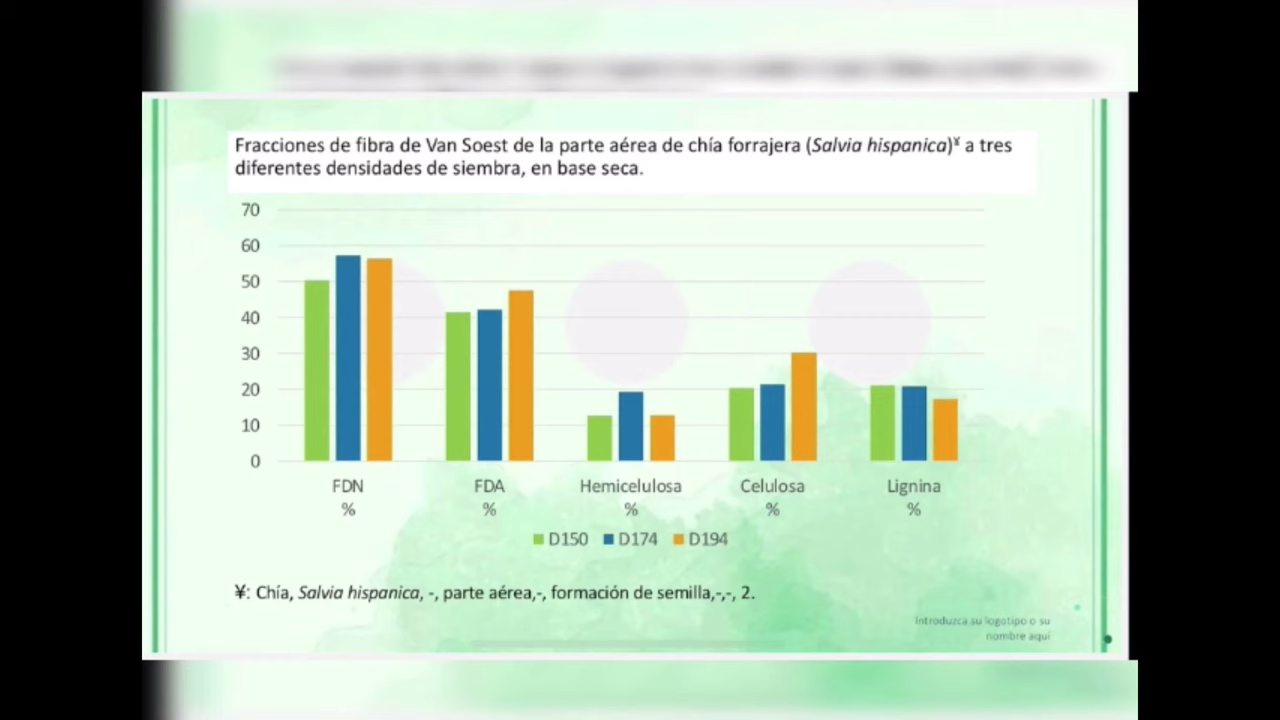 Fracciones de fibra de Van Soest de la parte aérea de chía forrajera (Salvia hispanica)¥ a tres
diferentes densidades de siembra, en base seca.
70
60
50
40
30
20
10
0
FDN FDA Hemicelulosa Celulosa Lignina
% % % % %
D150 D174 D194
¥: Chía, Salvia hispanica, -, parte aérea,-, formación de semilla,-,-, 2.
Introduzca su logotipo o su
nombre aquí